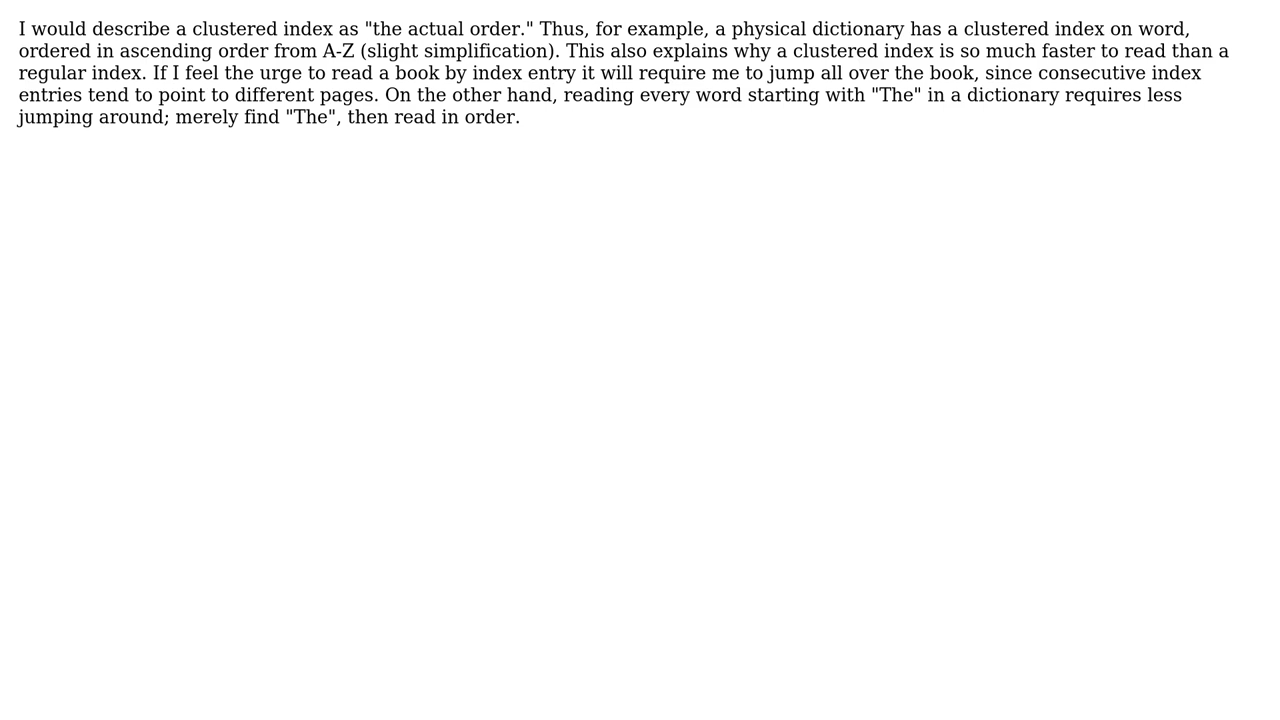 I would describe a clustered index as "the actual order." Thus, for example, a physical dictionary has a clustered index on word,
ordered in ascending order from A-Z (slight simplification). This also explains why a clustered index is so much faster to read than a
regular index. If I feel the urge to read a book by index entry it will require me to jump all over the book, since consecutive index
entries tend to point to different pages. On the other hand, reading every word starting with "The" in a dictionary requires less
jumping around; merely find "The", then read in order.